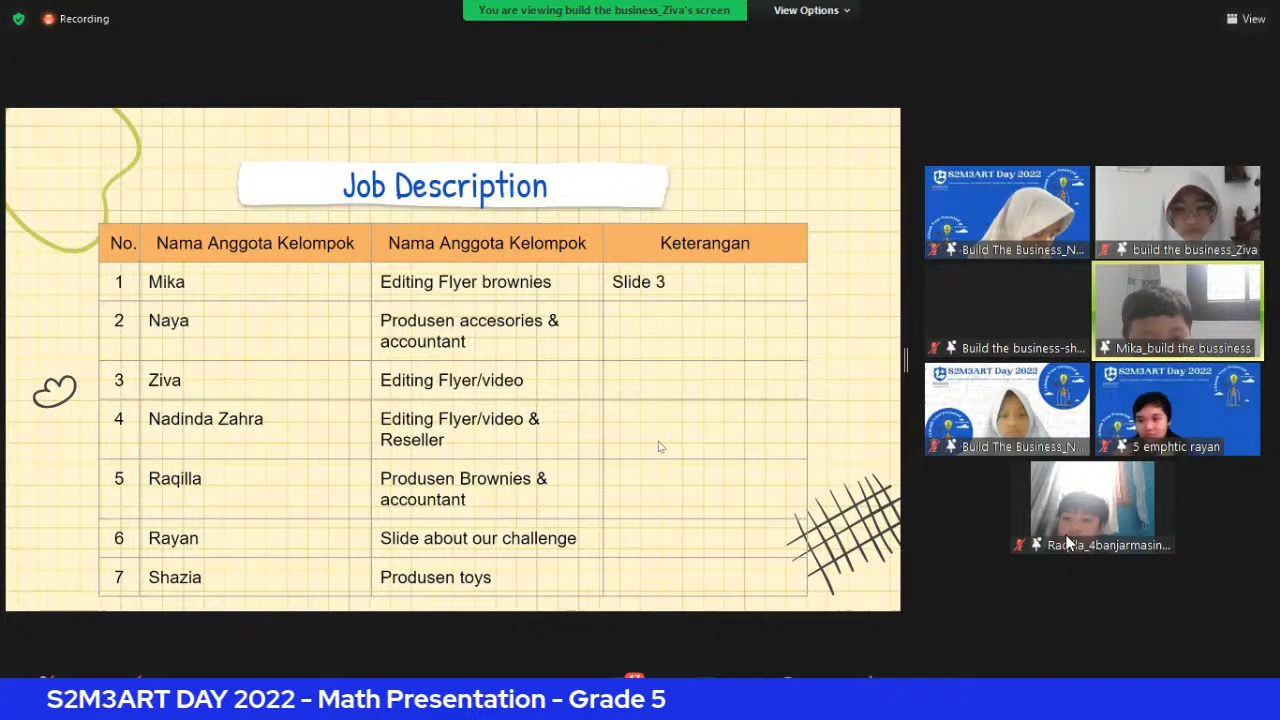 Recording
You are viewing build the business_Ziva's screen
View Options
View
Job Description
No. Nama Anggota Kelompok Nama Anggota Kelompok Keterangan
1 Mika Editing Flyer brownies Slide 3
2 Naya Produsen accesories &
accountant
3 Ziva Editing Flyer/video
4 Nadinda Zahra Editing Flyer/video &
Reseller
5 Raqilla Produsen Brownies &
accountant
6 Rayan Slide about our challenge
7 Shazia Produsen toys
S2M3ART Day 2022
Build The Business_N...
build the business_Ziva
Build the business-sh...
Mika_build the bussiness
S2M3ART Day 2022
Build The Business_N...
S2M3ART Day 2022
5 emphtic rayan
S2M3ART DAY 2022 - Math Presentation - Grade 5